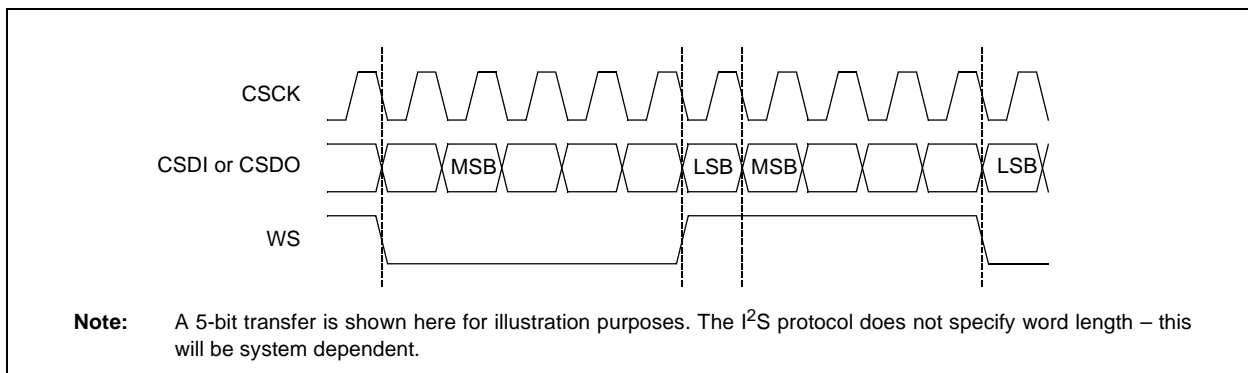 CSCK
CSDI or CSDO
MSB
LSB
MSB
LSB
WS
Note: A 5-bit transfer is shown here for illustration purposes. The I²S protocol does not specify word length – this
will be system dependent.